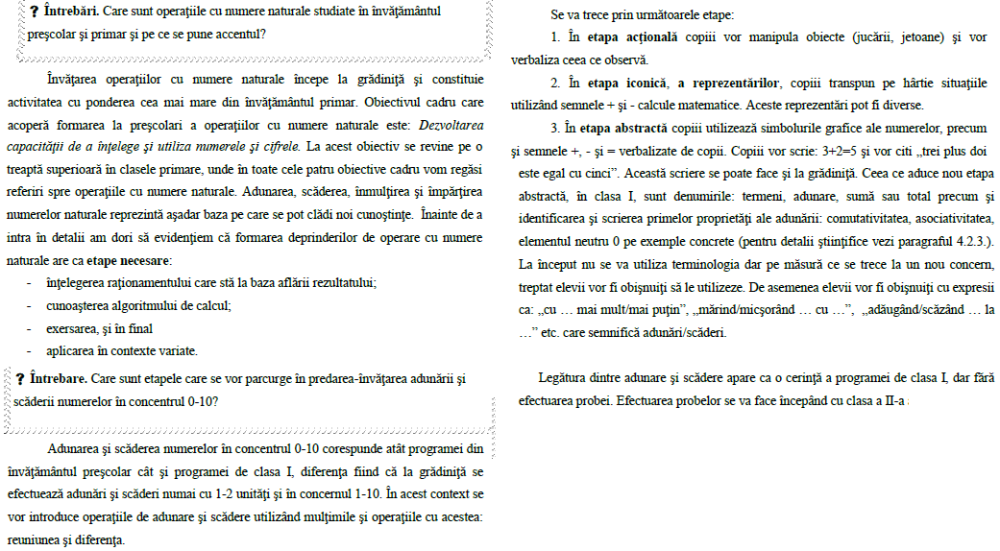 ? Întrebări. Care sunt operaţiile cu numere naturale studiate în învăţământul
preşcolar şi primar şi pe ce se pune accentul?
Învăţarea operaţiilor cu numere naturale începe la grădiniţă şi constituie
activitatea cu ponderea cea mai mare din învăţământul primar. Obiectivul cadru care
acoperă formarea la preşcolari a operaţiilor cu numere naturale este: Dezvoltarea
capacităţii de a înţelege şi utiliza numerele şi cifrele. La acest obiectiv se revine pe o
treaptă superioară în clasele primare, unde în toate cele patru obiective cadru vom regăsi
referiri spre operaţiile cu numere naturale. Adunarea, scăderea, înmulţirea şi împărţirea
numerelor naturale reprezintă aşadar baza pe care se pot clădi noi cunoştinţe. Înainte de a
intra în detalii am dori să evidenţiem că formarea deprinderilor de operare cu numere
naturale are ca etape necesare:
- înţelegerea raţionamentului care stă la baza aflării rezultatului;
- cunoaşterea algoritmului de calcul;
- exersarea, şi în final
- aplicarea în contexte variate.
? Întrebare. Care sunt etapele care se vor parcurge în predarea-învăţarea adunării şi
scăderii numerelor în concentrul 0-10?
Adunarea şi scăderea numerelor în concentrul 0-10 corespunde atât programei din
învăţământul preşcolar cât şi programei de clasa I, diferenţa fiind că la grădiniţă se
efectuează adunări şi scăderi numai cu 1-2 unităţi şi în concernul 1-10. În acest context se
vor introduce operaţiile de adunare şi scădere utilizând mulţimile şi operaţiile cu acestea:
reuniunea şi diferenţa.
Se va trece prin următoarele etape:
1. În etapa acţională copiii vor manipula obiecte (jucării, jetoane) şi vor
verbaliza ceea ce observă.
2. În etapa iconică, a reprezentărilor, copiii transpun pe hârtie situaţiile
utilizând semnele + şi - calcule matematice. Aceste reprezentări pot fi diverse.
3. În etapa abstractă copiii utilizează simbolurile grafice ale numerelor, precum
şi semnele +, - şi = verbalizate de copii. Copiii vor scrie: 3+2=5 şi vor citi „trei plus doi
este egal cu cinci”. Această scriere se poate face şi la grădiniţă. Ceea ce aduce nou etapa
abstractă, în clasa I, sunt denumirile: termeni, adunare, sumă sau total precum şi
identificarea şi scrierea primelor proprietăţi ale adunării: comutativitatea, asociativitatea,
elementul neutru 0 pe exemple concrete (pentru detalii ştiinţifice vezi paragraful 4.2.3.).
La început nu se va utiliza terminologia dar pe măsură ce se trece la un nou concern,
treptat elevii vor fi obişnuiţi să le utilizeze. De asemenea elevii vor fi obişnuiţi cu expresii
ca: „cu … mai mult/mai puţin”, „mărind/micşorând … cu …”, „adăugând/scăzând … la
…” etc. care semnifică adunări/scăderi.
Legătura dintre adunare şi scădere apare ca o cerinţă a programei de clasa I, dar fără
efectuarea probei. Efectuarea probelor se va face începând cu clasa a II-a